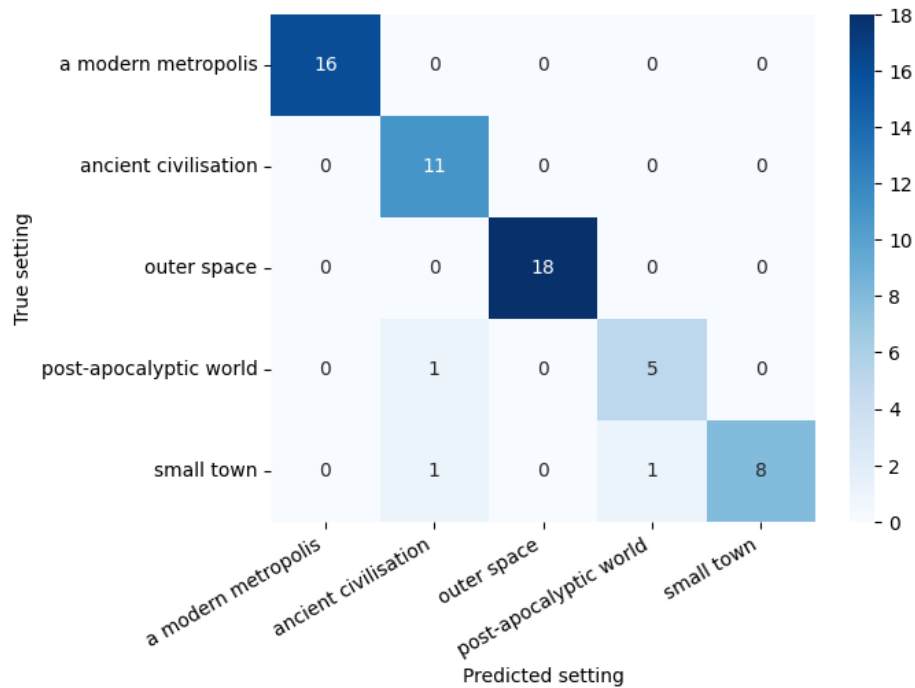 a modern metropolis 16 0 0 0 0
ancient civilisation 0 11 0 0 0
outer space 0 0 18 0 0
post-apocalyptic world 0 1 0 5 0
small town 0 1 0 1 8
True setting
a modern metropolis
ancient civilisation
outer space
post-apocalyptic world
small town
Predicted setting
18
16
14
12
10
8
6
4
2
0